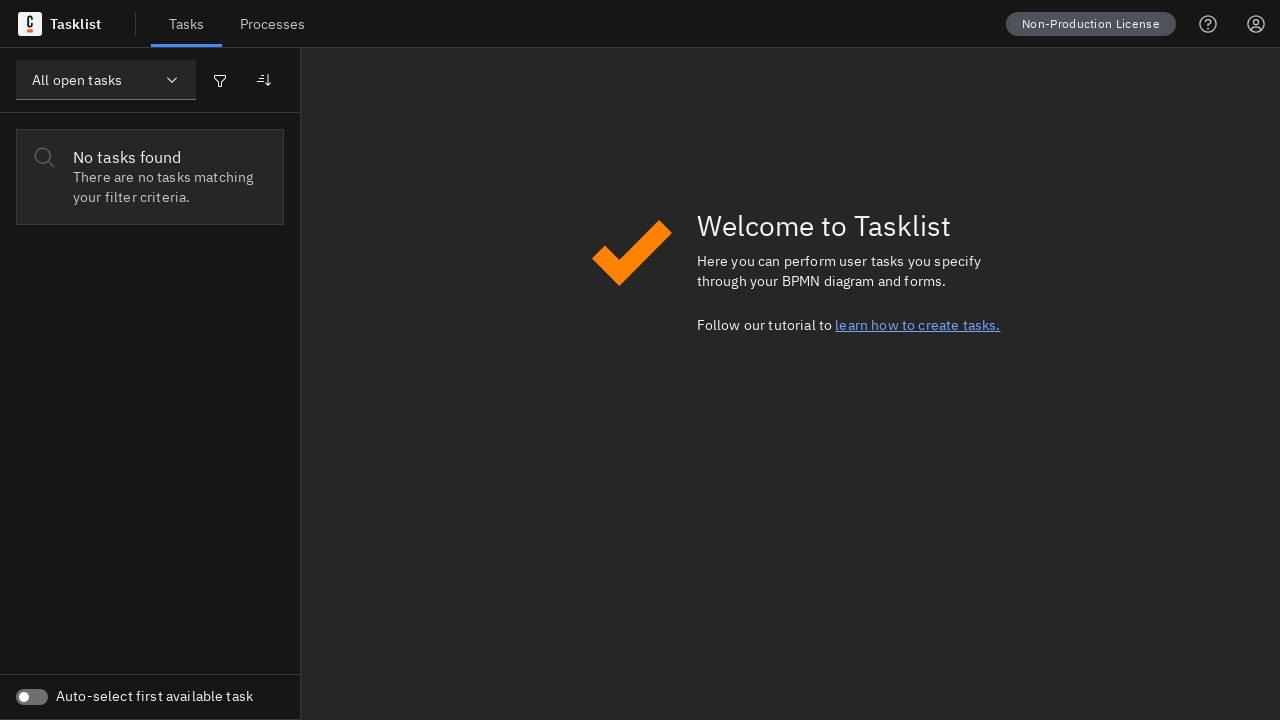 Tasklist
Tasks
Processes
Non-Production License
All open tasks
No tasks found
There are no tasks matching
your filter criteria.
Welcome to Tasklist
Here you can perform user tasks you specify
through your BPMN diagram and forms.
Follow our tutorial to learn how to create tasks.
Auto-select first available task